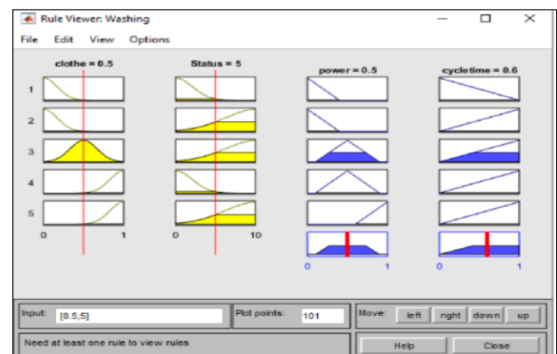 Rule Viewer: Washing
File Edit View Options
clothe = 0.5 Status = 5 power = 0.5 cycletime = 0.6
1
2
3
4
5
0 1 0 10
0 1 0 1
Input: [0.5;5] Plot points: 101 Move: left right down up
Need at least one rule to view rules Help Close